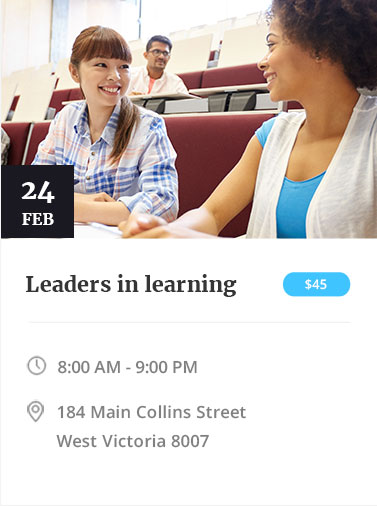 24
FEB
Leaders in learning
$45
8:00 AM - 9:00 PM
184 Main Collins Street
West Victoria 8007